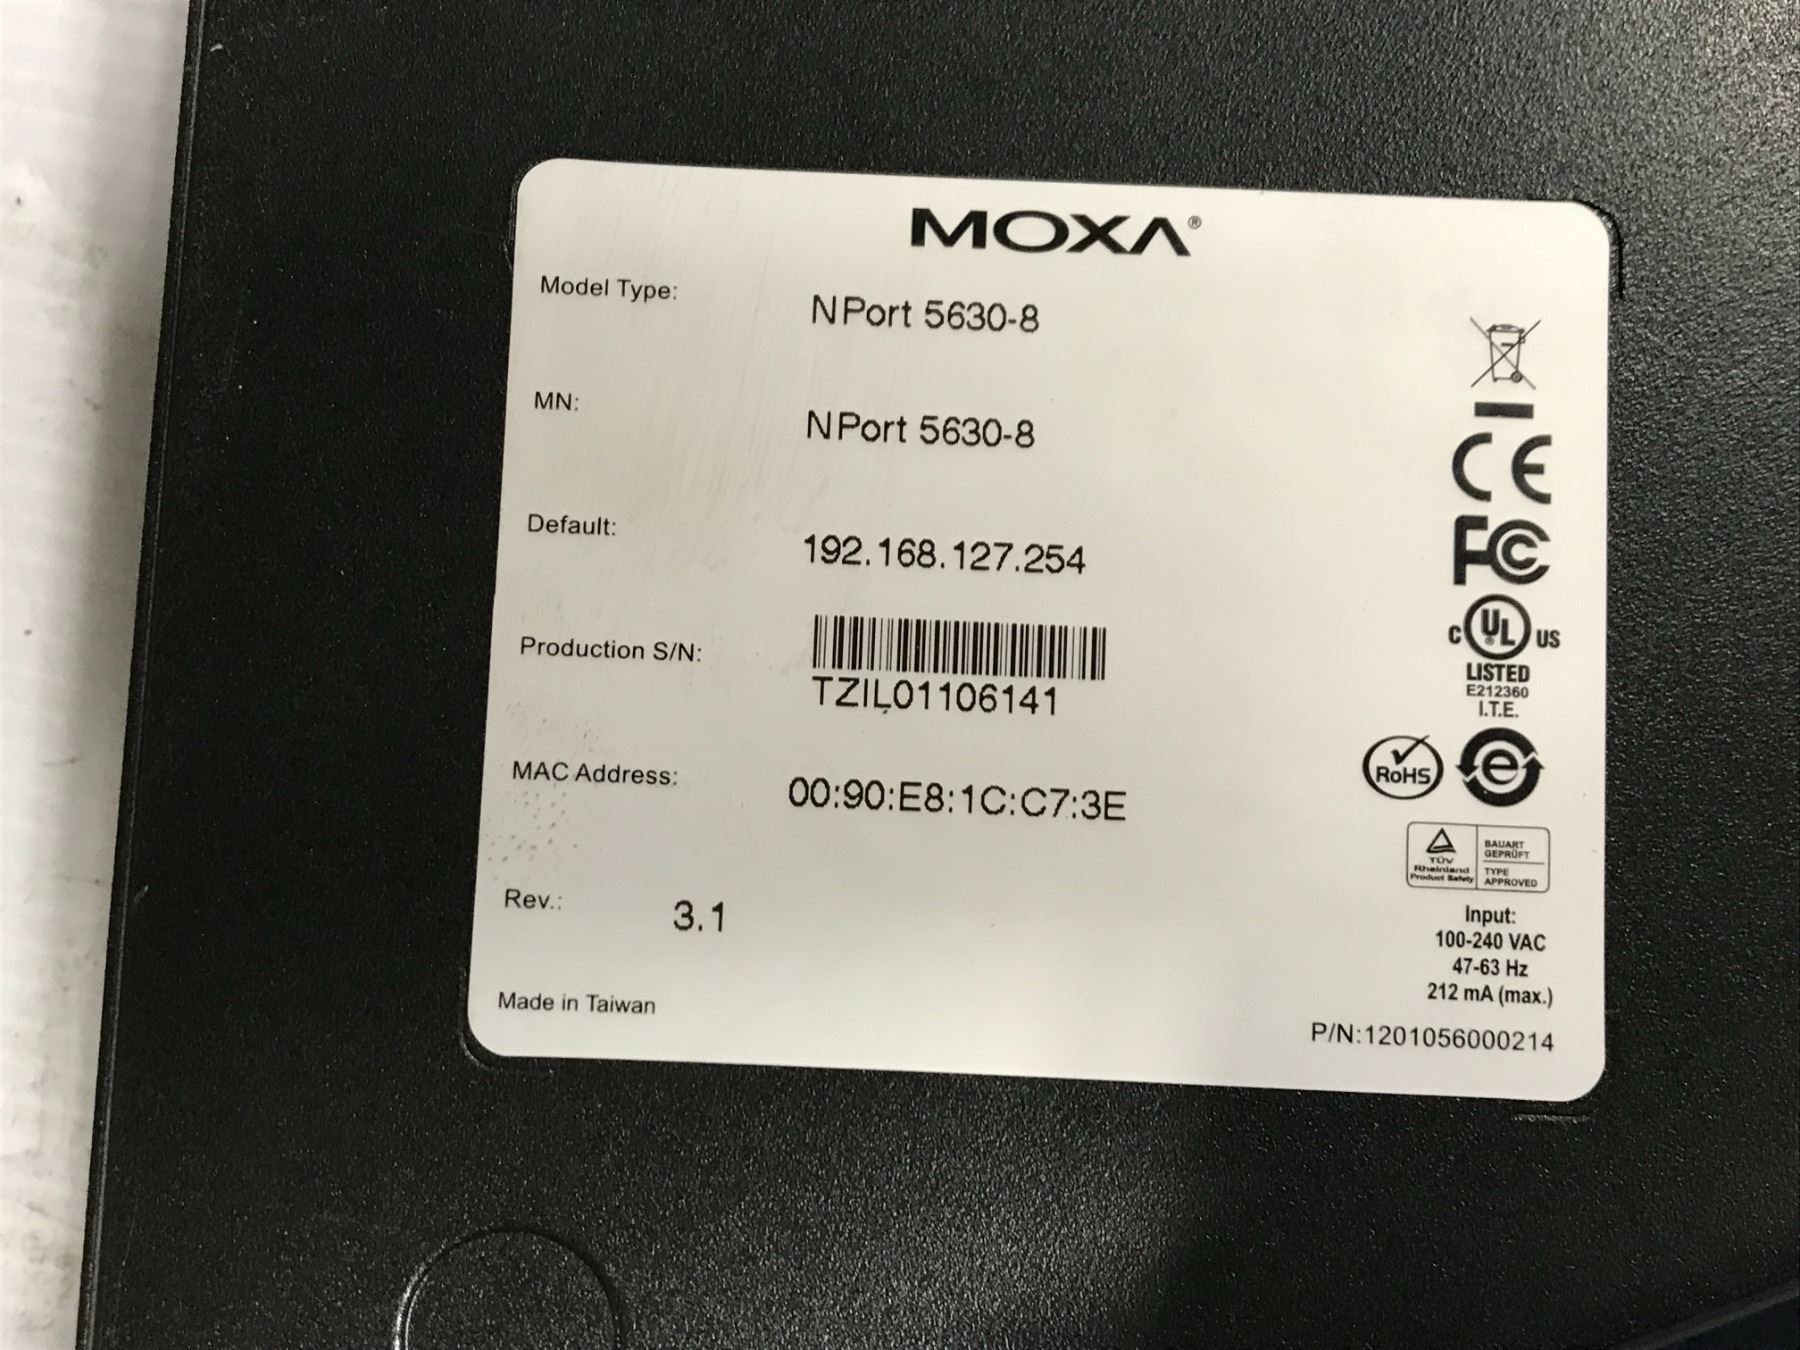 MOXA®
Model Type: NPort 5630-8
MN: NPort 5630-8
Default: 192.168.127.254
Production S/N: TZIL01106141
MAC Address: 00:90:E8:1C:C7:3E
Rev.: 3.1
Made in Taiwan
CE
FC
C UL® US
LISTED
E212360
I.T.E.
RoHS
e
TÜV
Rheinland
Product Safety
BAUART
GEPRÜFT
TYPE
APPROVED
Input:
100-240 VAC
47-63 Hz
212 mA (max.)
P/N:1201056000214